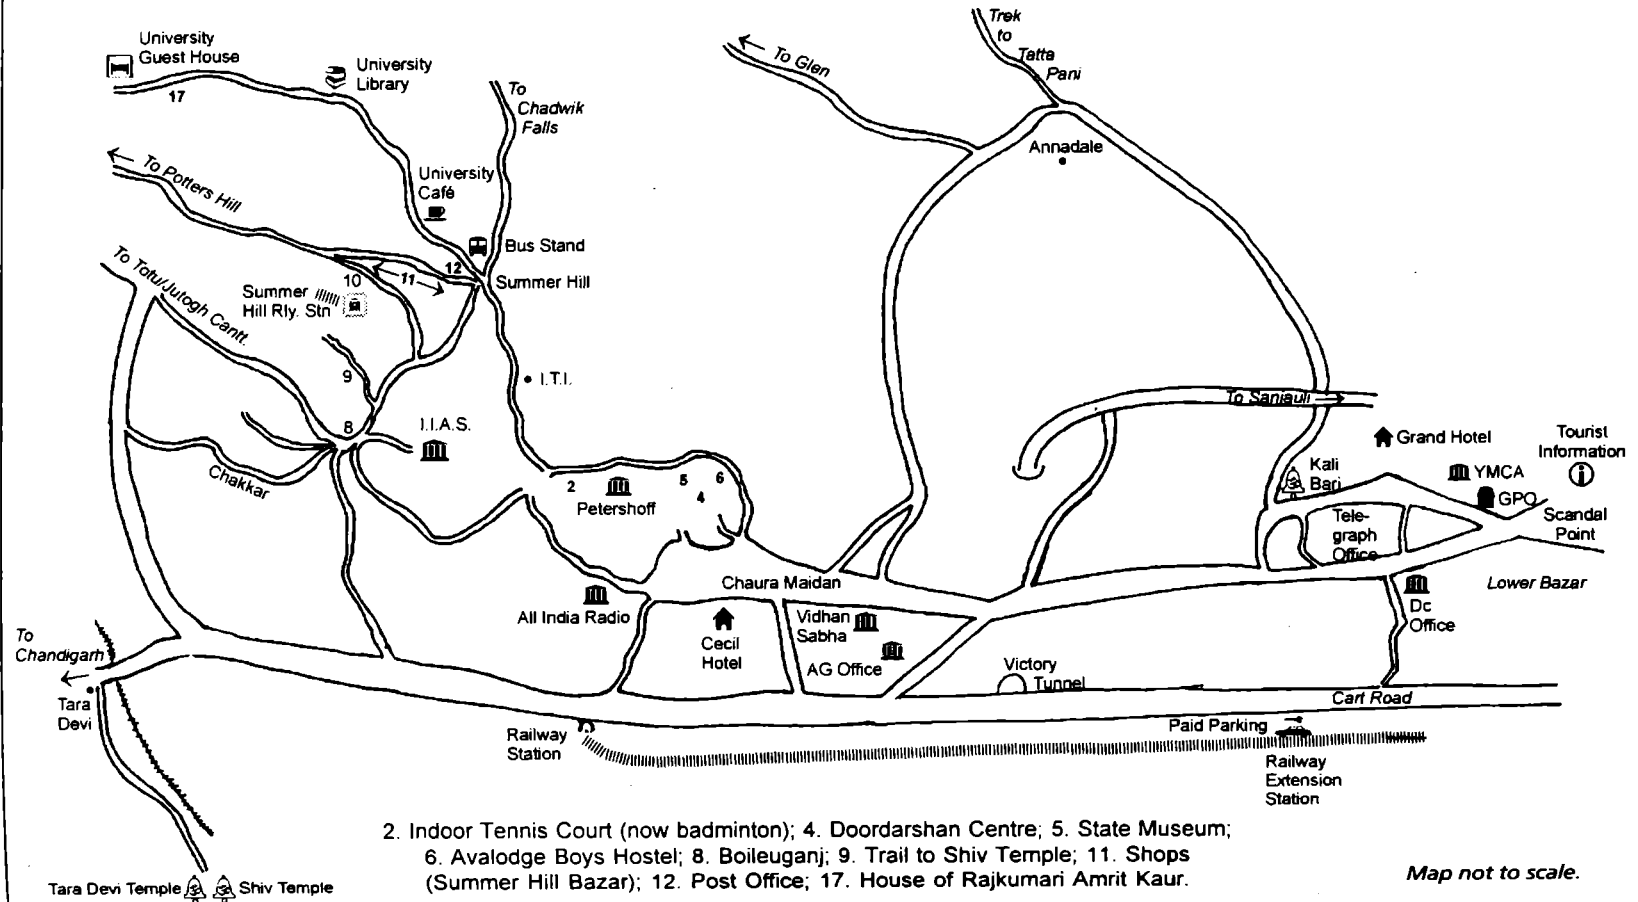 University
Guest House
17
University
Library
To
Chadwik
Falls
To Glen
Trek
to
Tatta
Pani
Annadale
To Potters Hill
University
Café
Bus Stand
12
Summer Hill
11
10
Summer
Hill Rly. Stn
To Totu/Jutogh Cantt.
9
8
I.I.A.S.
Chakkar
I.T.I.
2
Petershoff
5
4
6
To Sanjauli
Grand Hotel
Kali
Bari
YMCA
GPO
Tourist
Information
Scandal
Point
Tele-
graph
Office
Lower Bazar
Dc
Office
Chaura Maidan
All India Radio
Cecil
Hotel
Vidhan
Sabha
AG Office
Victory
Tunnel
Cart Road
To
Chandigarh
Tara
Devi
Railway
Station
Paid Parking
Railway
Extension
Station
2. Indoor Tennis Court (now badminton); 4. Doordarshan Centre; 5. State Museum;
6. Avalodge Boys Hostel; 8. Boileuganj; 9. Trail to Shiv Temple; 11. Shops
(Summer Hill Bazar); 12. Post Office; 17. House of Rajkumari Amrit Kaur.
Map not to scale.
Tara Devi Temple
Shiv Temple